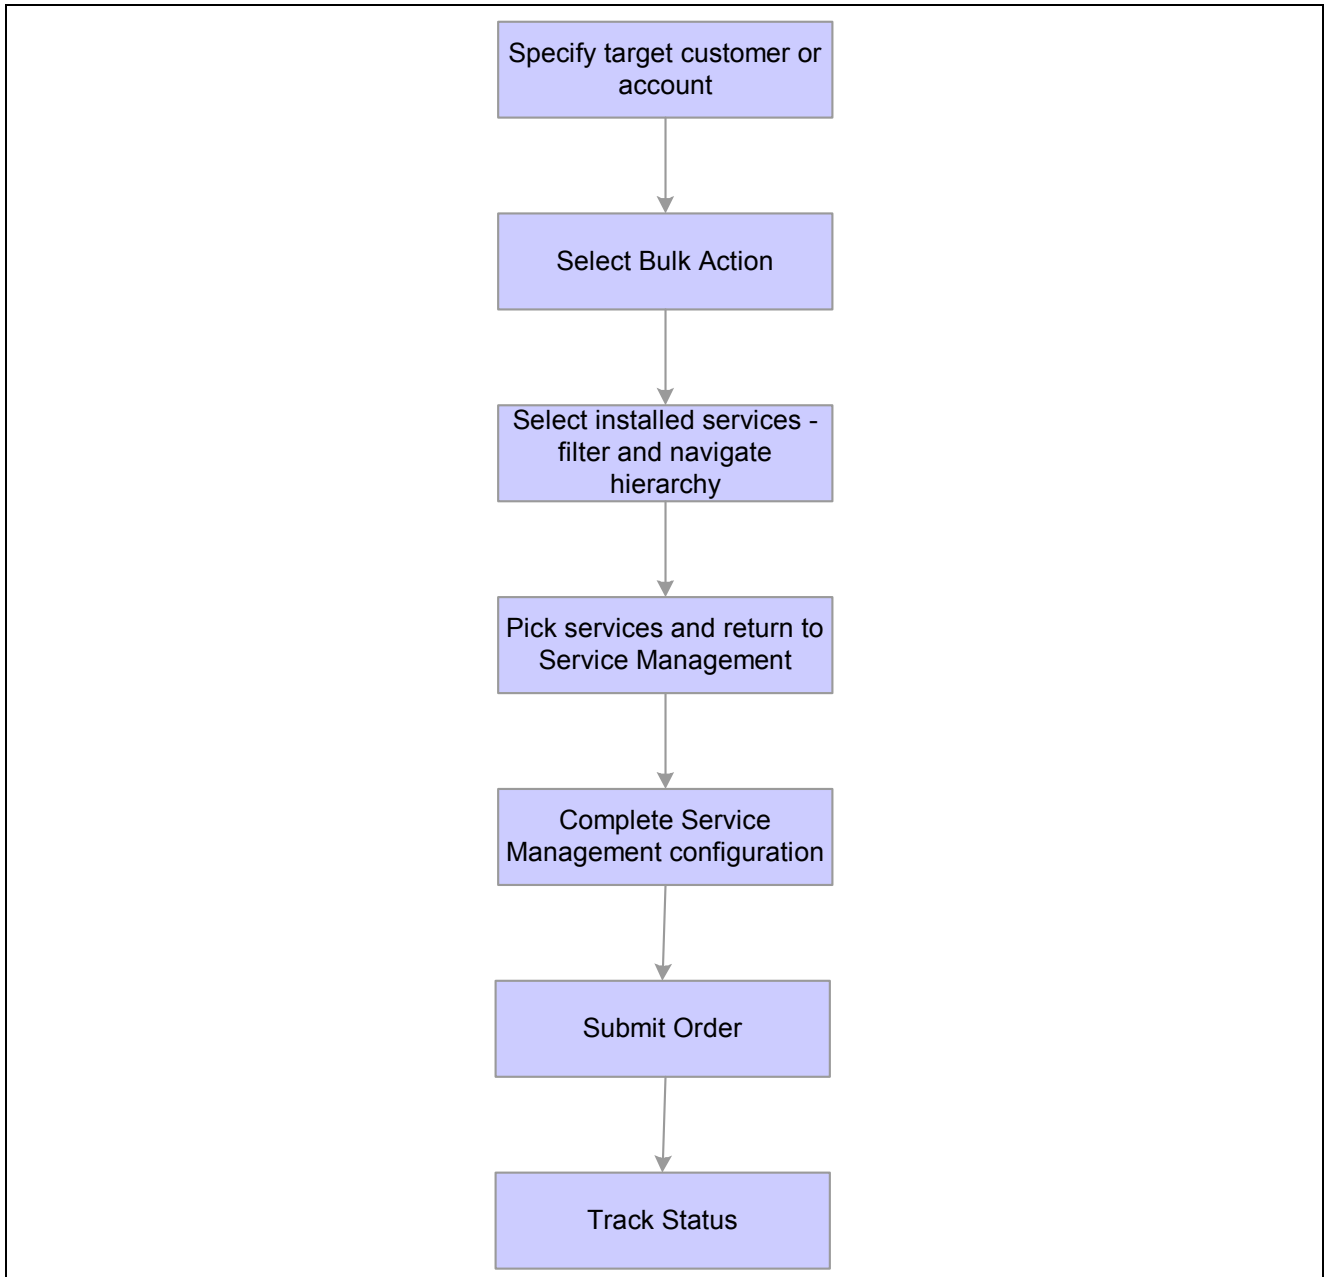 Specify target customer or
account
Select Bulk Action
Select installed services -
filter and navigate
hierarchy
Pick services and return to
Service Management
Complete Service
Management configuration
Submit Order
Track Status